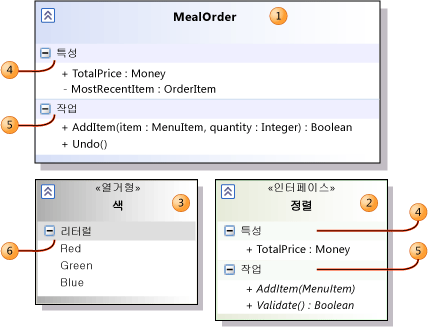 MealOrder
1
4
특성
+ TotalPrice : Money
- MostRecentItem : OrderItem
5
작업
+ AddItem(item : MenuItem, quantity : Integer) : Boolean
+ Undo()
«열거형»
색
3
6
리터럴
Red
Green
Blue
«인터페이스»
정렬
2
4
특성
+ TotalPrice : Money
5
작업
+ AddItem(MenuItem)
+ Validate() : Boolean